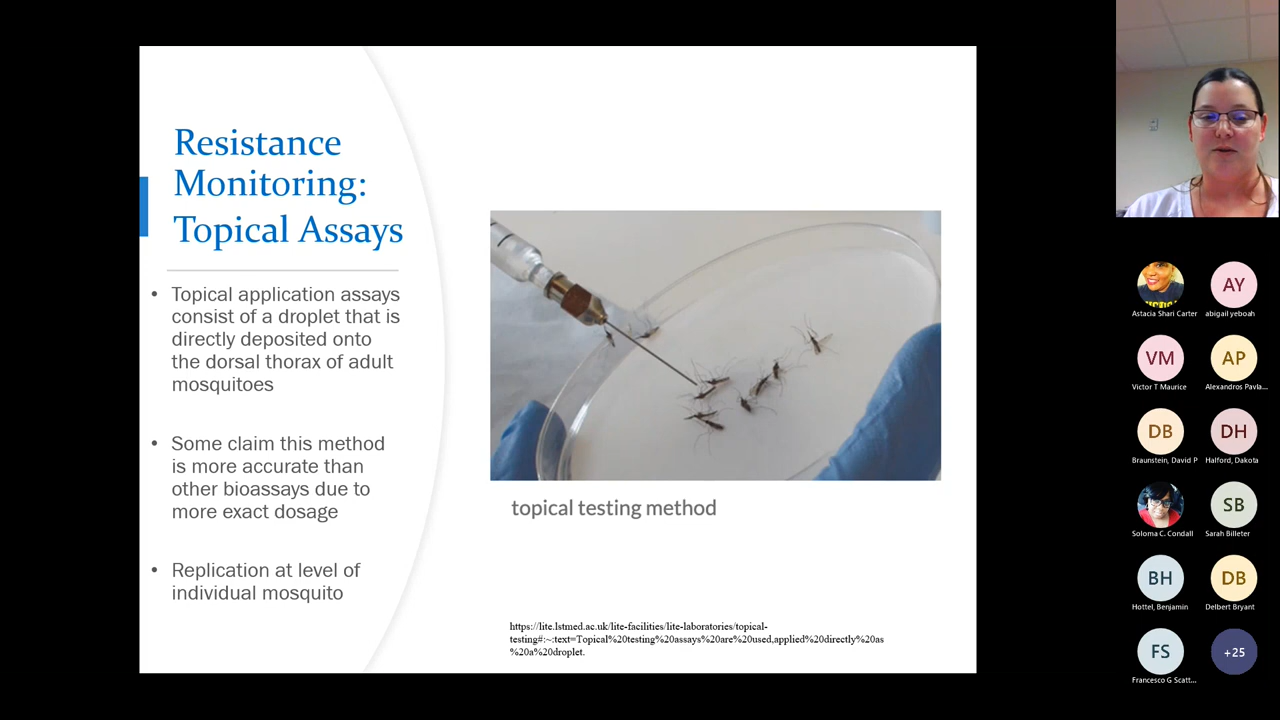 Resistance
Monitoring:
Topical Assays
• Topical application assays
consist of a droplet that is
directly deposited onto
the dorsal thorax of adult
mosquitoes
• Some claim this method
is more accurate than
other bioassays due to
more exact dosage
• Replication at level of
individual mosquito
topical testing method
https://lite.lstmed.ac.uk/lite-facilities/lite-laboratories/topical-
testing#:~:text=Topical%20testing%20assays%20are%20used,applied%20directly%20as
%20a%20droplet.
Astacia Shari Carter
AY
abigail yeboah
VM
Victor T Maurice
AP
Alexandros Pavla...
DB
Braunstein, David P
DH
Halford, Dakota
Soloma C. Condall
SB
Sarah Billeter
BH
Hottel, Benjamin
DB
Delbert Bryant
FS
Francesco G Scatt...
+25